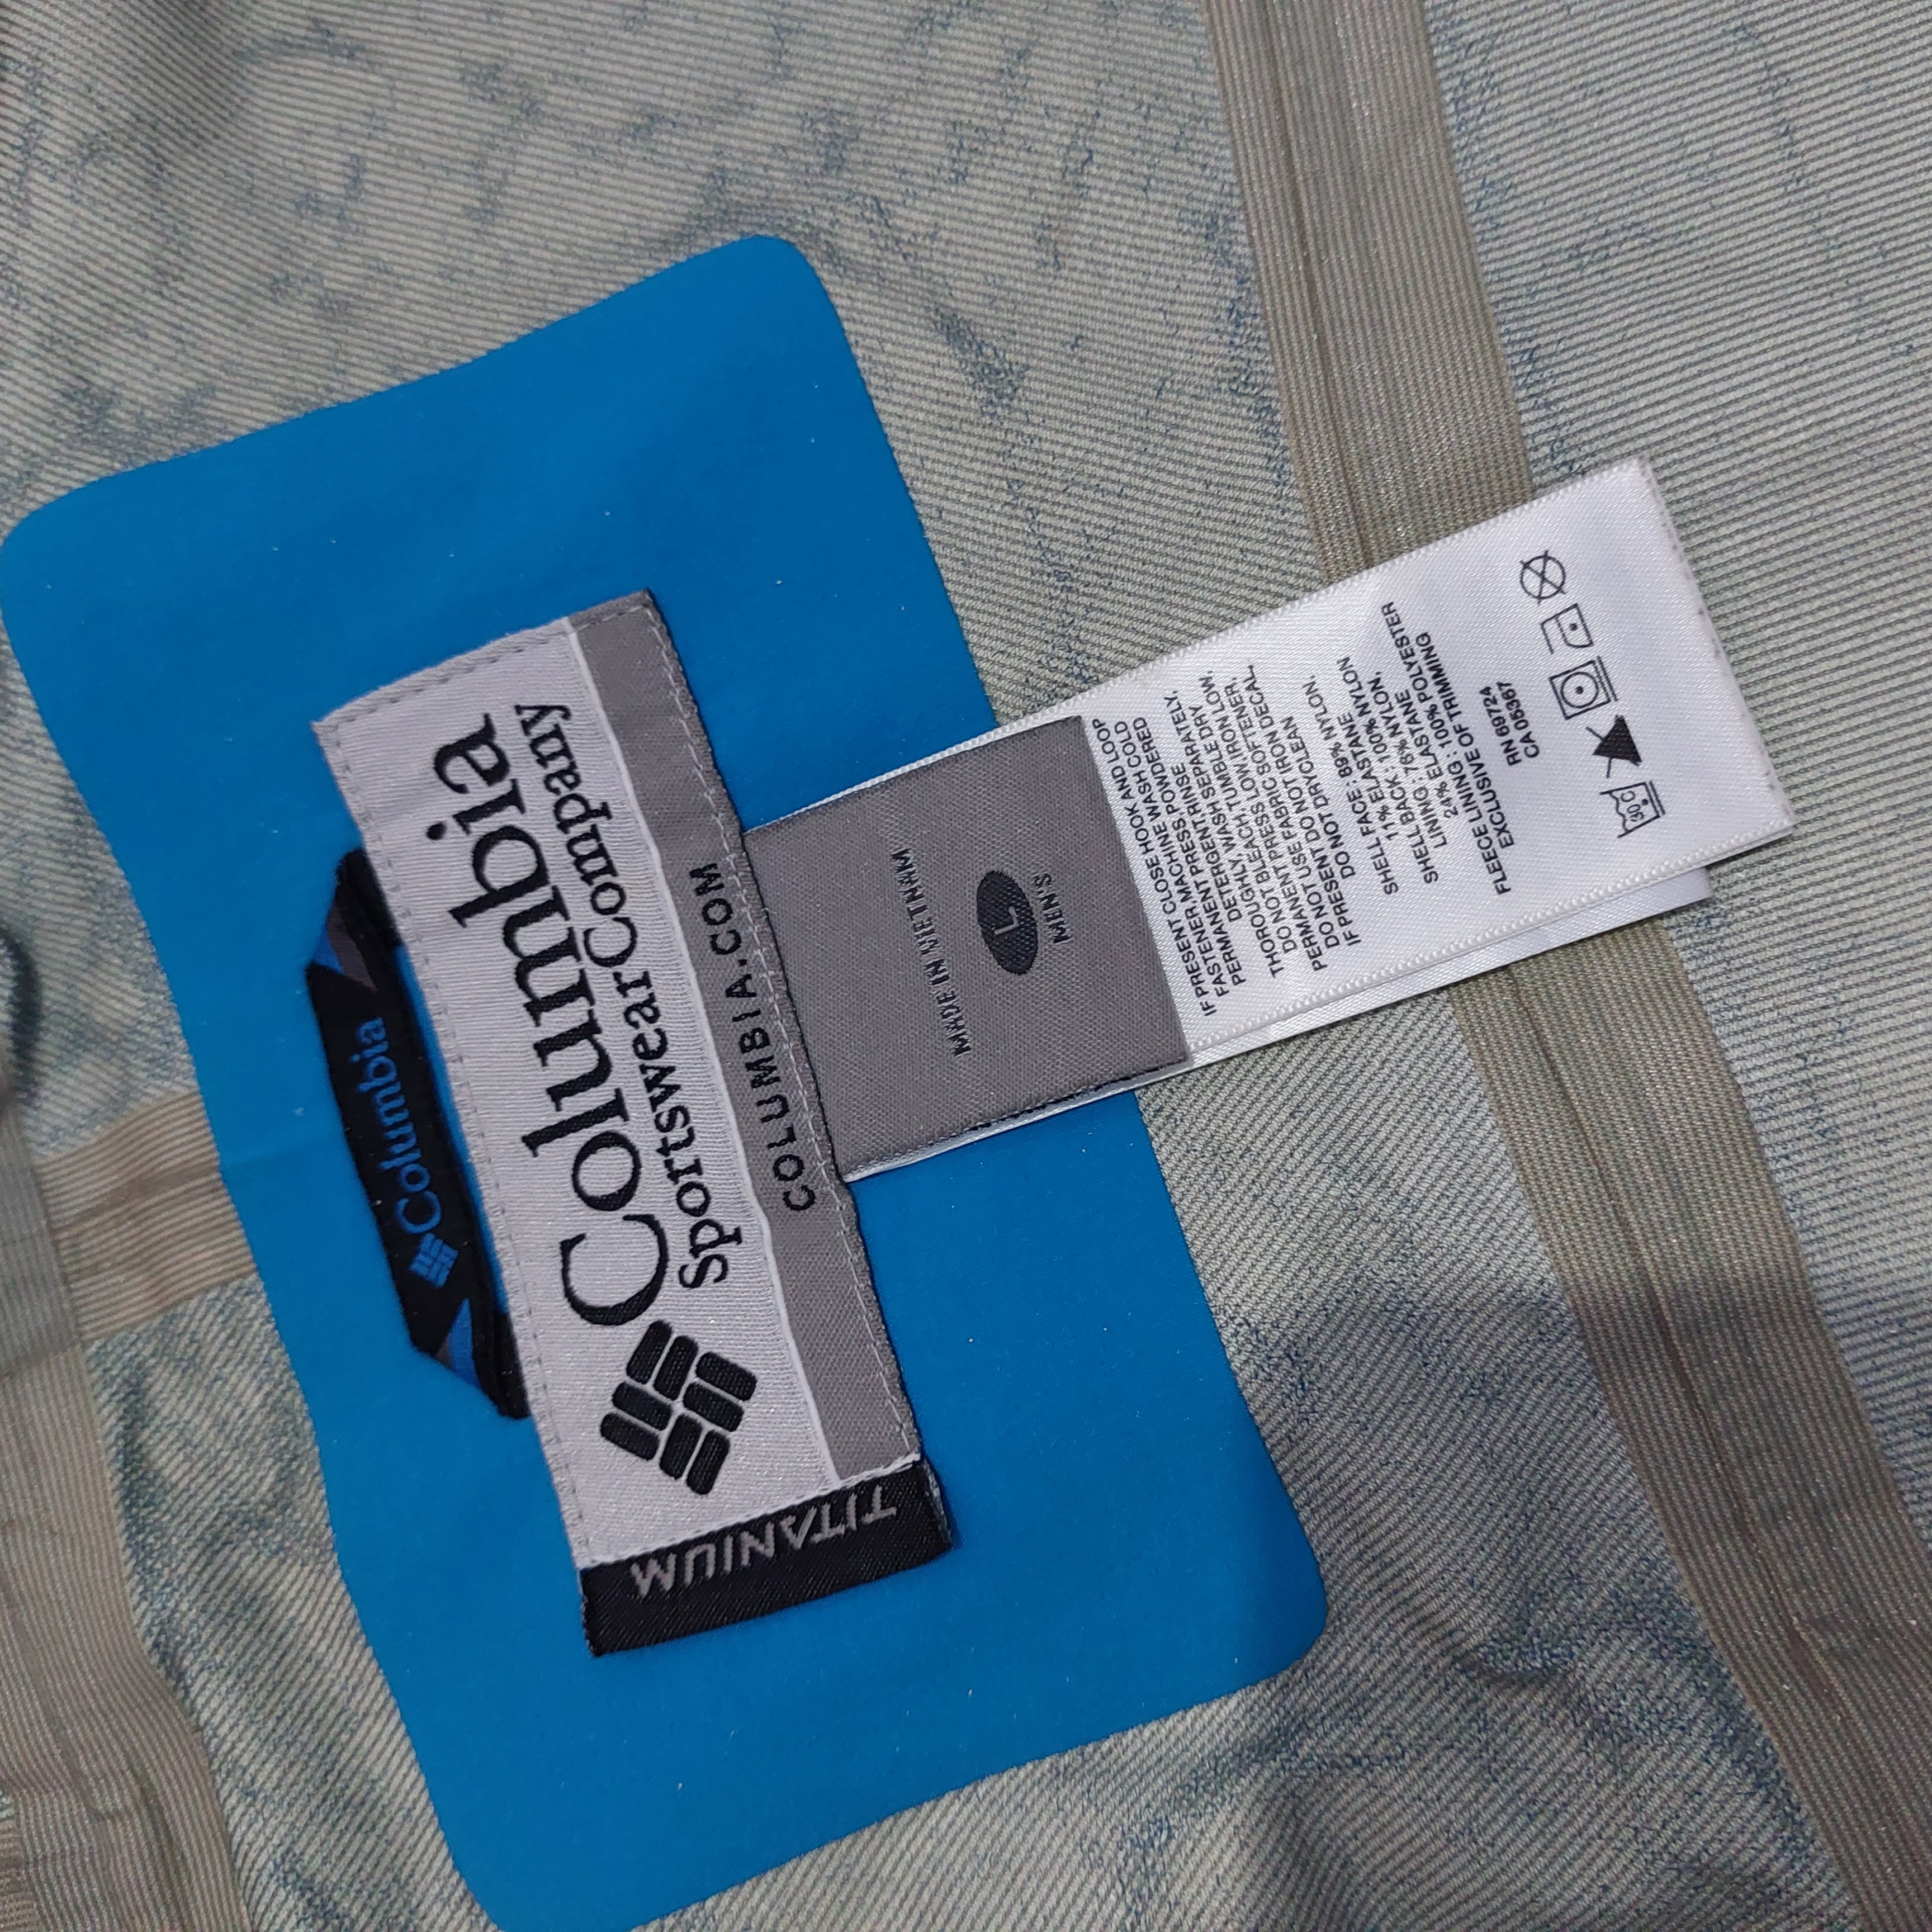 Columbia
Columbia
SportswearCompany
COLUMBIA.COM
TITANIUM
MADE IN VIETNAM
L
MEN'S
IF PRESENT CLOSE HOOK AND LOOP
FASTENER,MACHINE WASH COLD
PERMANENT PRESS,POWDERED
DETERGENT,RINSE
THOROUGHLY, WASH SEPARATELY,
DO NOT BLEACH,TUMBLE DRY
PERMANENT PRESS LOW,IRON LOW,
DO NOT USE FABRIC SOFTENER,
IF PRESENT DO NOT IRON DECAL,
DO NOT DRYCLEAN
SHELL FACE : 89% NYLON,
11% ELASTANE
SHELL BACK : 100% NYLON
LINING : 76% NYLON,
24% ELASTANE
FLEECE LINING : 100% POLYESTER
EXCLUSIVE OF TRIMMING
RN 69724
CA 05367
30 C